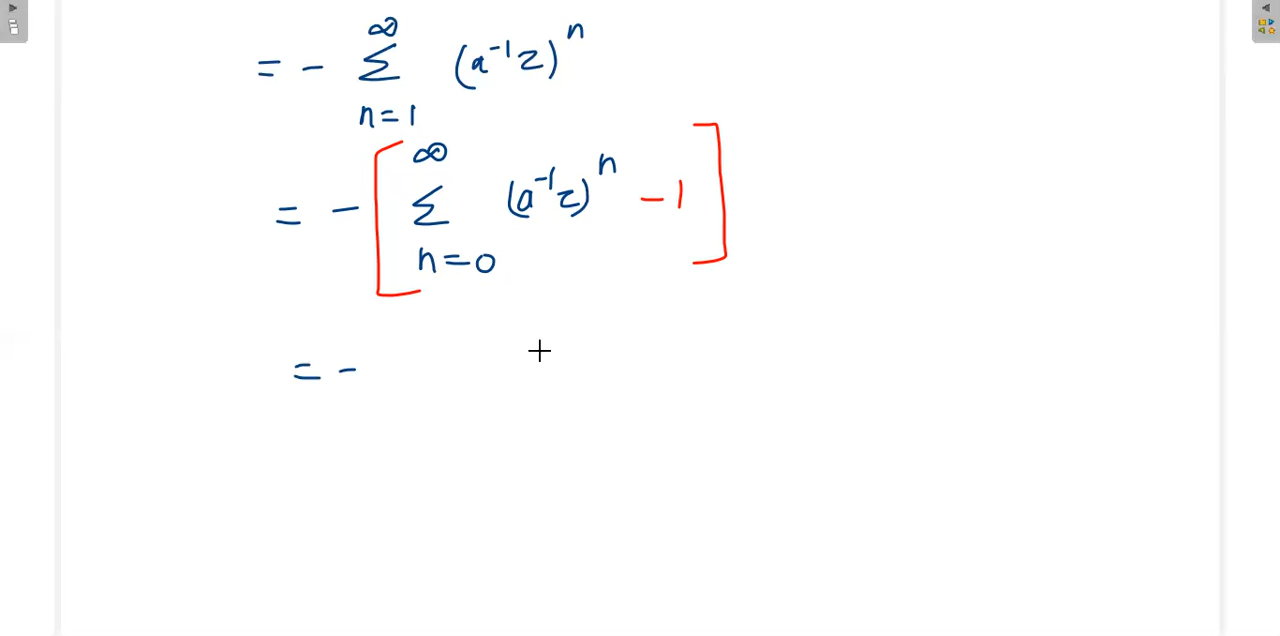 ∞
= - Σ (a⁻¹z)ⁿ
n=1
∞
= - [ Σ (a⁻¹z)ⁿ - 1 ]
n=0
= -